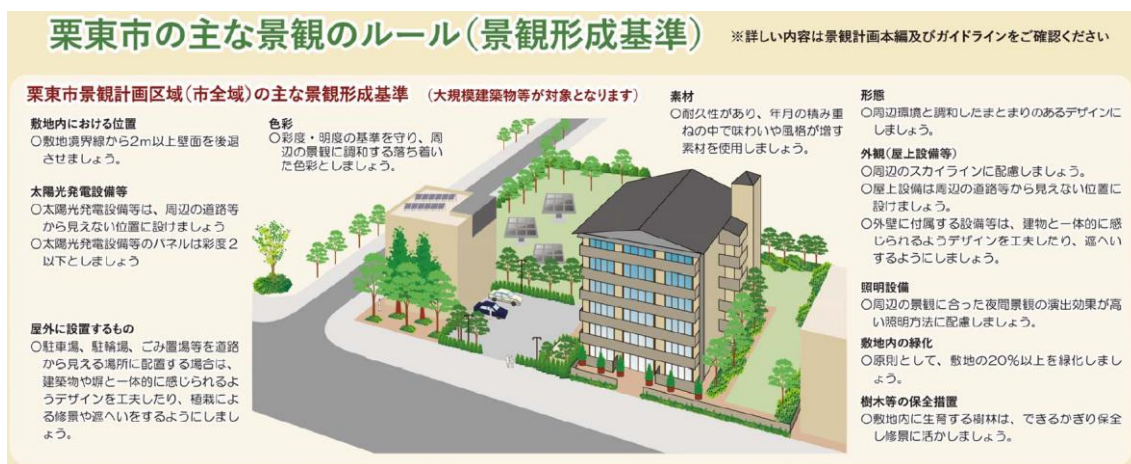 栗東市の主な景観のルール（景観形成基準）
※詳しい内容は景観計画本編及びガイドラインをご確認ください
栗東市景観計画区域（市全域）の主な景観形成基準
（大規模建築物等が対象となります）
敷地内における位置
○敷地境界線から2m以上壁面を後退
させましょう。
太陽光発電設備等
○太陽光発電設備等は、周辺の道路等
から見えない位置に設けましょう
○太陽光発電設備等のパネルは彩度2
以下としましょう
屋外に設置するもの
○駐車場、駐輪場、ごみ置場等を道路
から見える場所に配置する場合は、
建築物や塀と一体的に感じられるよ
うデザインを工夫したり、植栽によ
る修景や遮へいをするようにしまし
ょう。
色彩
○彩度・明度の基準を守り、周
辺の景観に調和する落ち着い
た色彩としましょう。
素材
○耐久性があり、年月の積み重
ねの中で味わいや風格が増す
素材を使用しましょう。
形態
○周辺環境と調和したまとまりのあるデザインに
しましょう。
外観（屋上設備等）
○周辺のスカイラインに配慮しましょう。
○屋上設備は周辺の道路等から見えない位置に
設けましょう。
○外壁に付属する設備等は、建物と一体的に感
じられるようデザインを工夫したり、遮へい
するようにしましょう。
照明設備
○周辺の景観に合った夜間景観の演出効果が高
い照明方法に配慮しましょう。
敷地内の緑化
○原則として、敷地の20％以上を緑化しまし
ょう。
樹木等の保全措置
○敷地内に生育する樹林は、できるかぎり保全
し修景に活かしましょう。